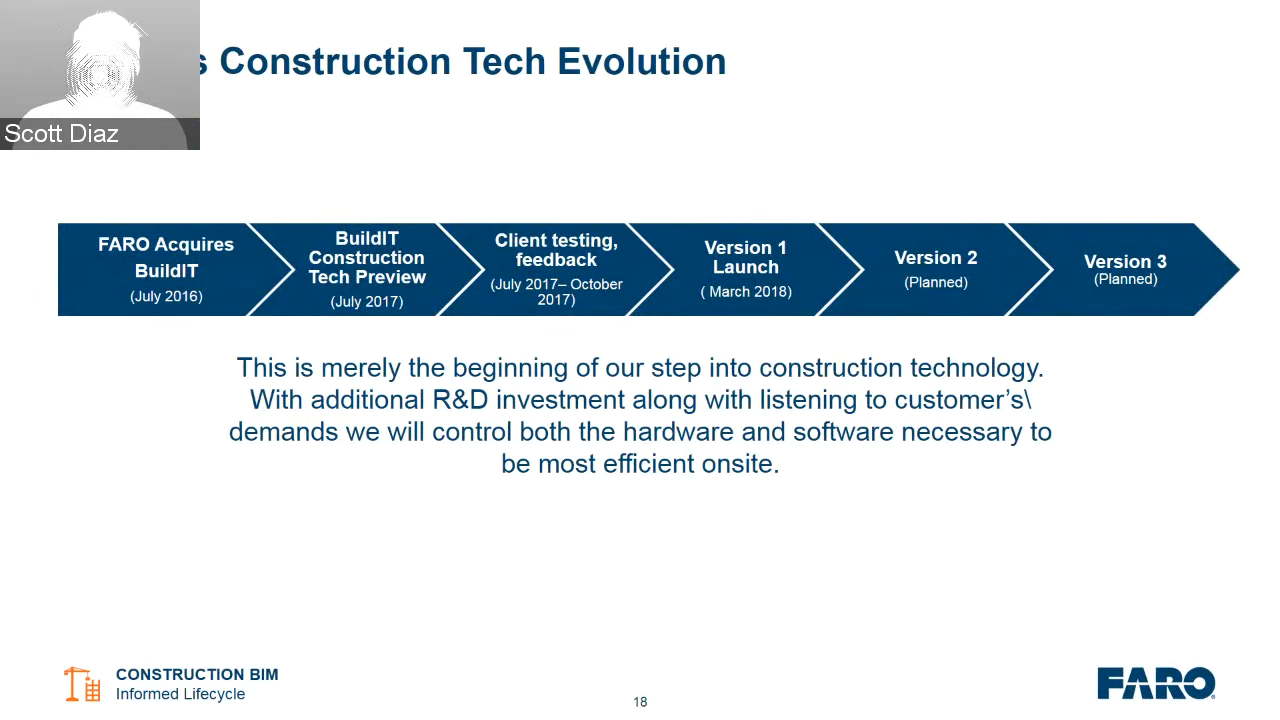 s Construction Tech Evolution
Scott Diaz
FARO Acquires
BuildIT
(July 2016)
BuildIT
Construction
Tech Preview
(July 2017)
Client testing,
feedback
(July 2017– October
2017)
Version 1
Launch
( March 2018)
Version 2
(Planned)
Version 3
(Planned)
This is merely the beginning of our step into construction technology.
With additional R&D investment along with listening to customer’s\
demands we will control both the hardware and software necessary to
be most efficient onsite.
CONSTRUCTION BIM
Informed Lifecycle
18
FARO